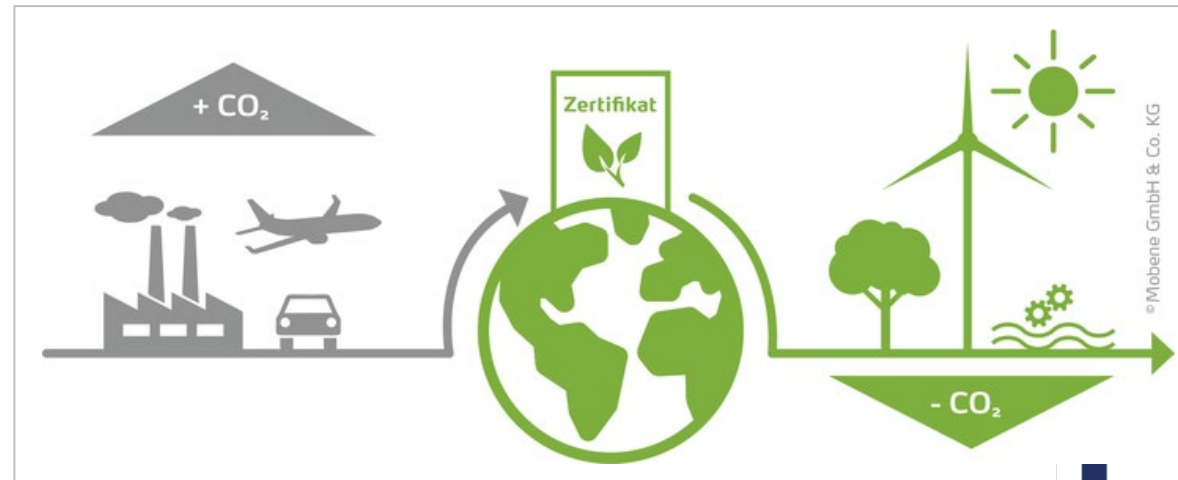 + CO₂
Zertifikat
- CO₂
©Mobene GmbH & Co. KG